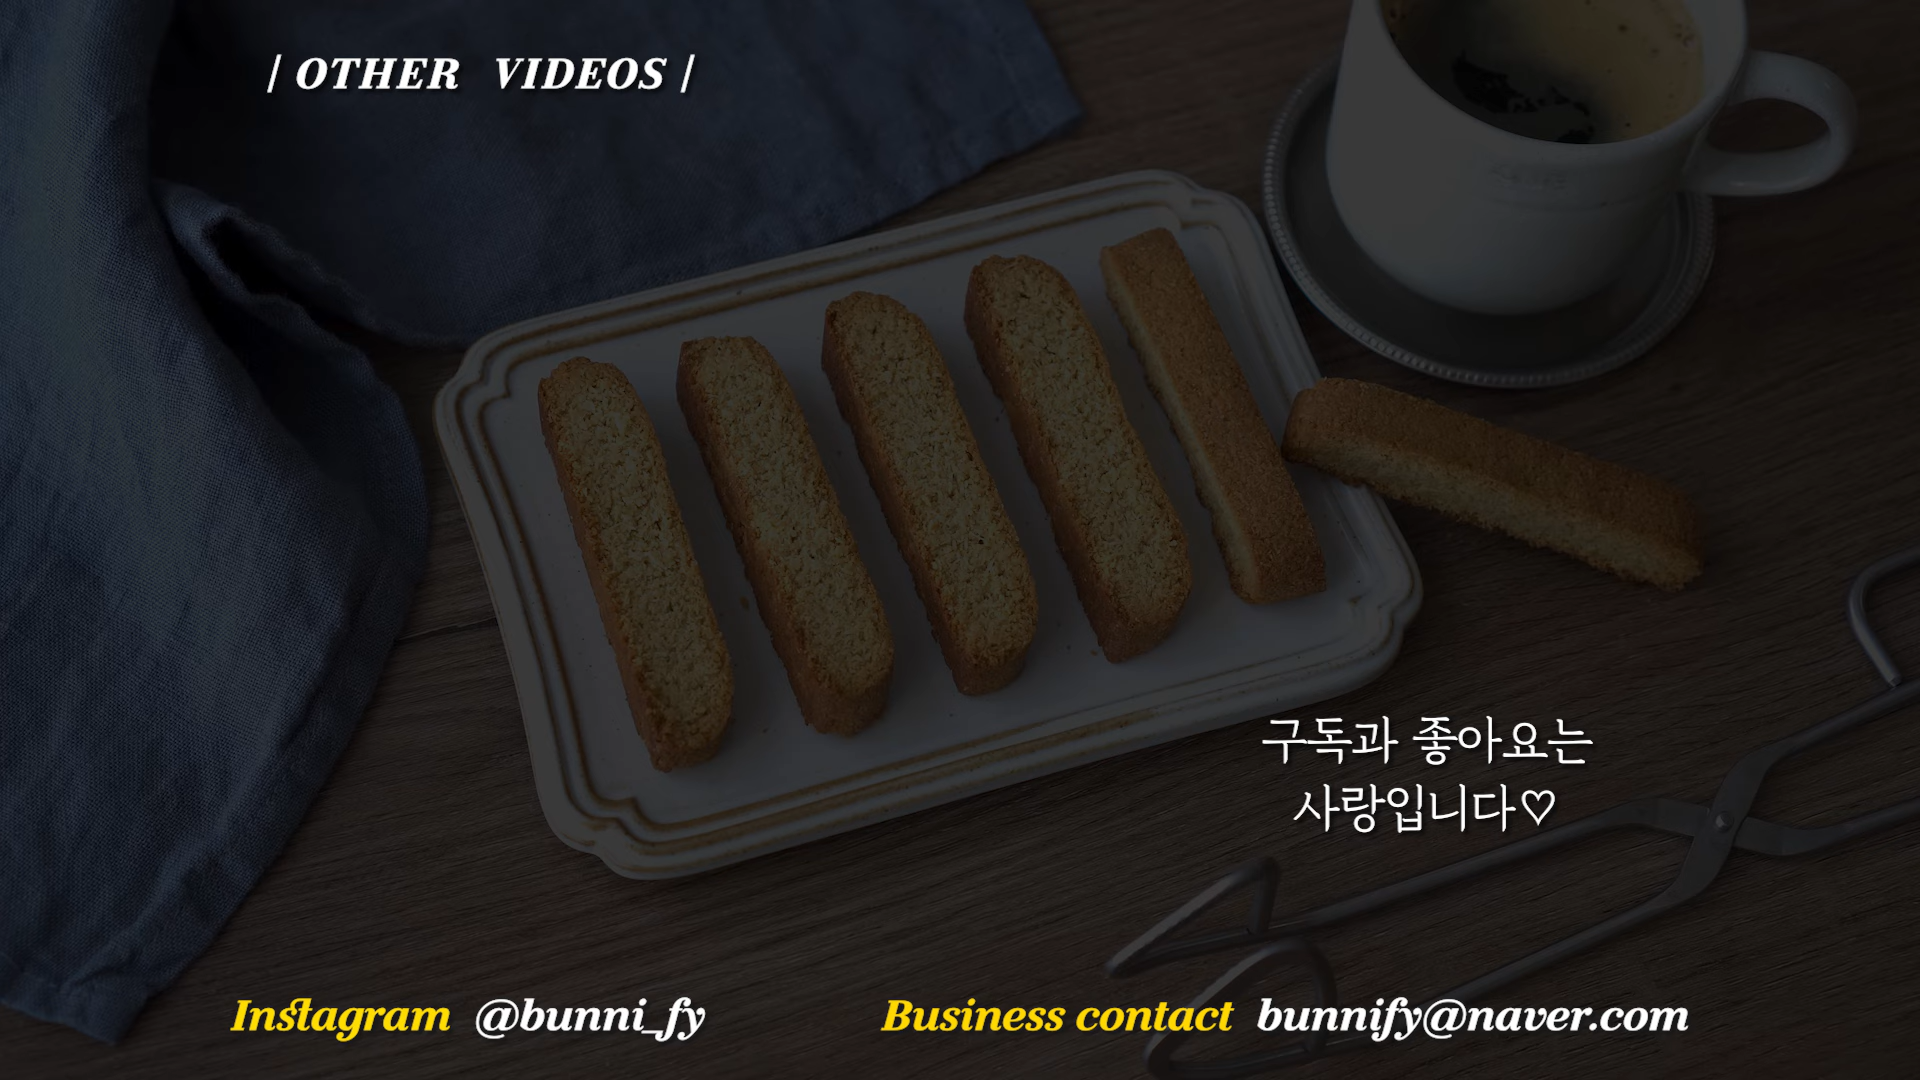 / OTHER VIDEOS /
구독과 좋아요는
사랑입니다♡
Instagram @bunni_fy
Business contact bunnify@naver.com